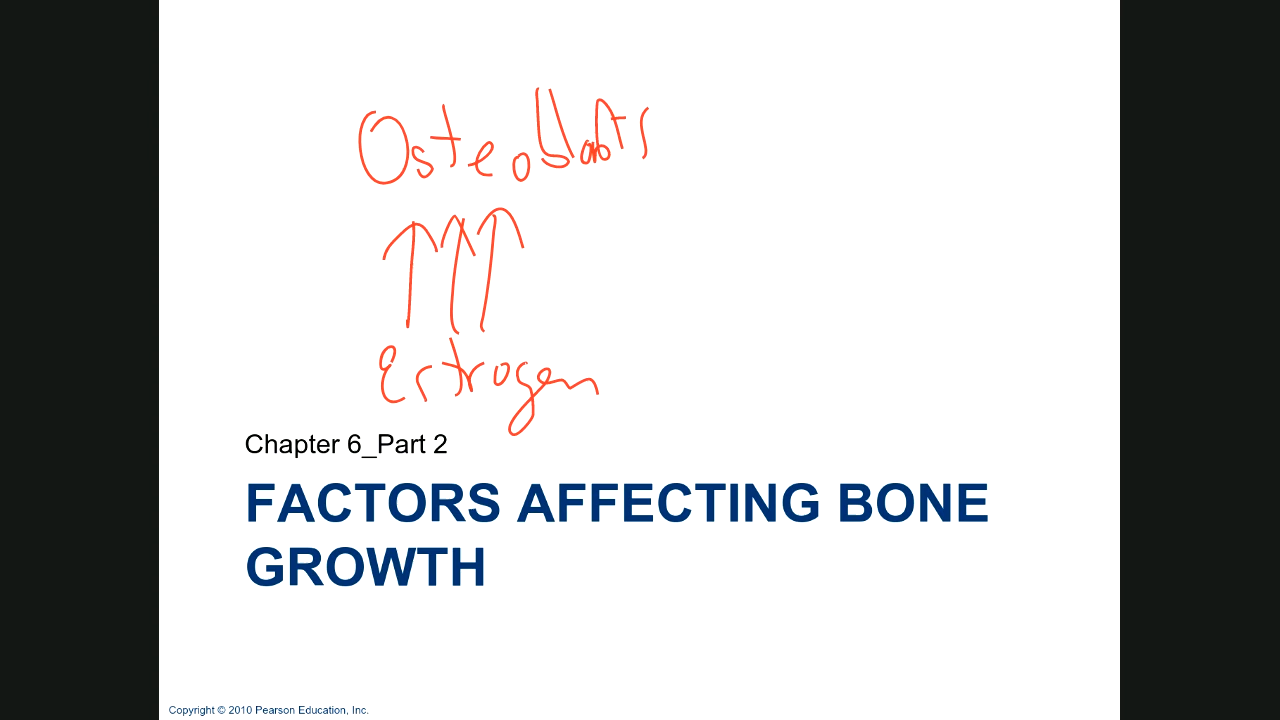 Osteoblasts
↑↑↑
Estrogen
Chapter 6_Part 2
FACTORS AFFECTING BONE
GROWTH
Copyright © 2010 Pearson Education, Inc.